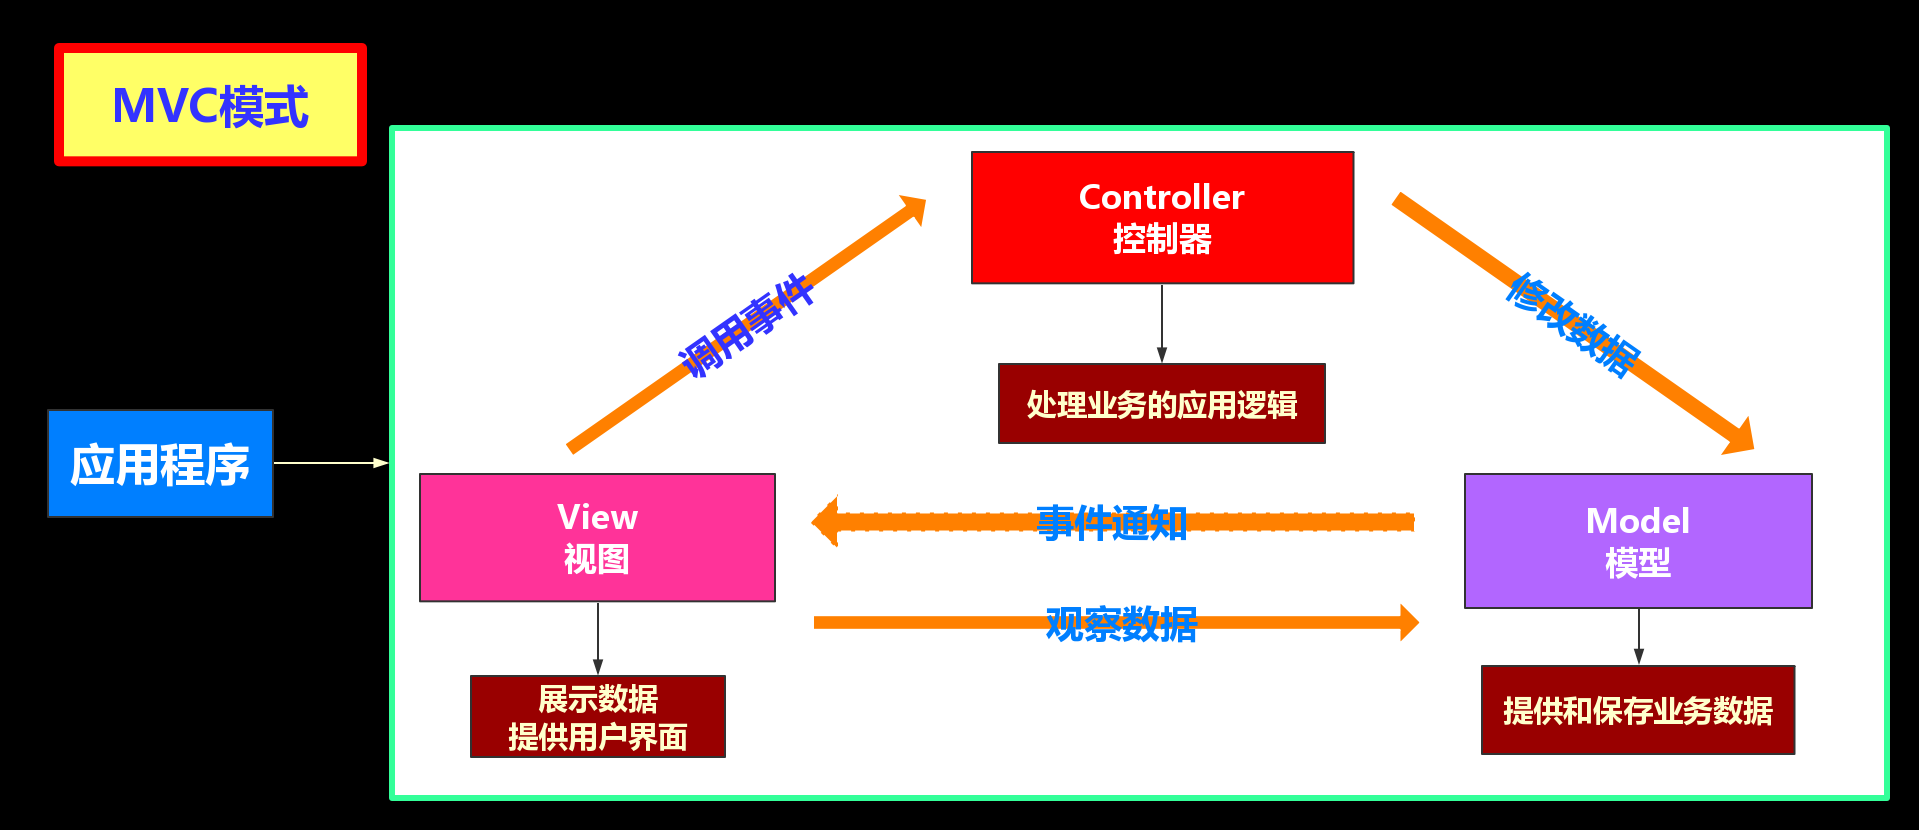 MVC模式
Controller
控制器
调用事件
修改数据
处理业务的应用逻辑
应用程序
View
视图
事件通知
Model
模型
观察数据
展示数据
提供用户界面
提供和保存业务数据